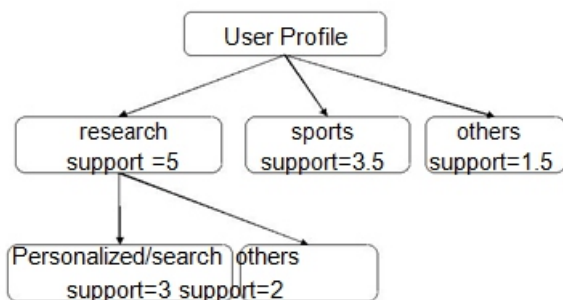 User Profile
research
support =5
sports
support=3.5
others
support=1.5
Personalized/search
support=3
others
support=2